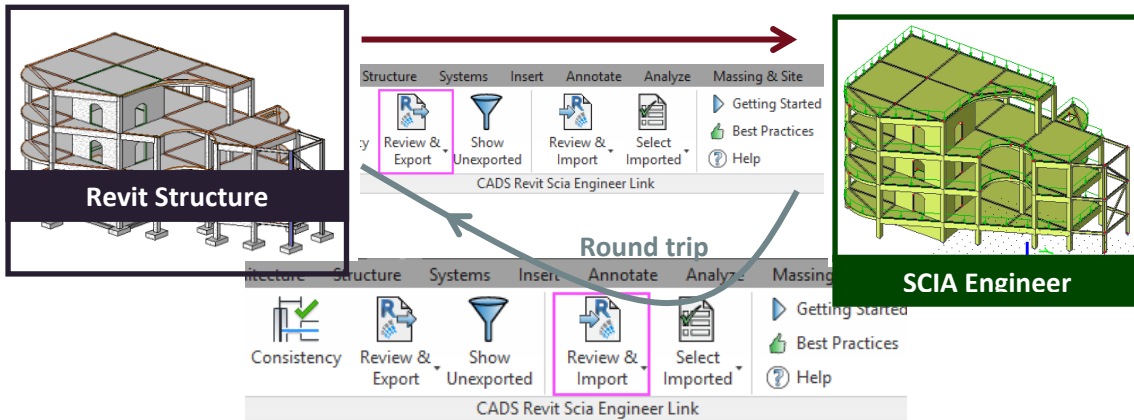 Structure Systems Insert Annotate Analyze Massing & Site
Review & Export
Show Unexported
Review & Import
Select Imported
Getting Started
Best Practices
Help
CADS Revit Scia Engineer Link
Revit Structure
SCIA Engineer
Round trip
Structure Systems Insert Annotate Analyze Massing
Consistency
Review & Export
Show Unexported
Review & Import
Select Imported
Getting Started
Best Practices
Help
CADS Revit Scia Engineer Link